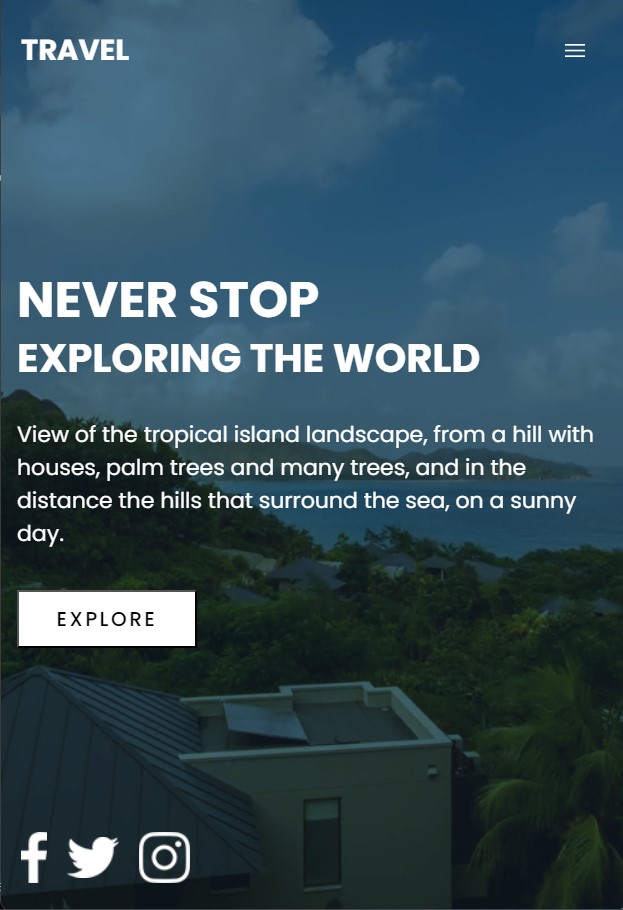 TRAVEL
NEVER STOP
EXPLORING THE WORLD
View of the tropical island landscape, from a hill with
houses, palm trees and many trees, and in the
distance the hills that surround the sea, on a sunny
day.
EXPLORE